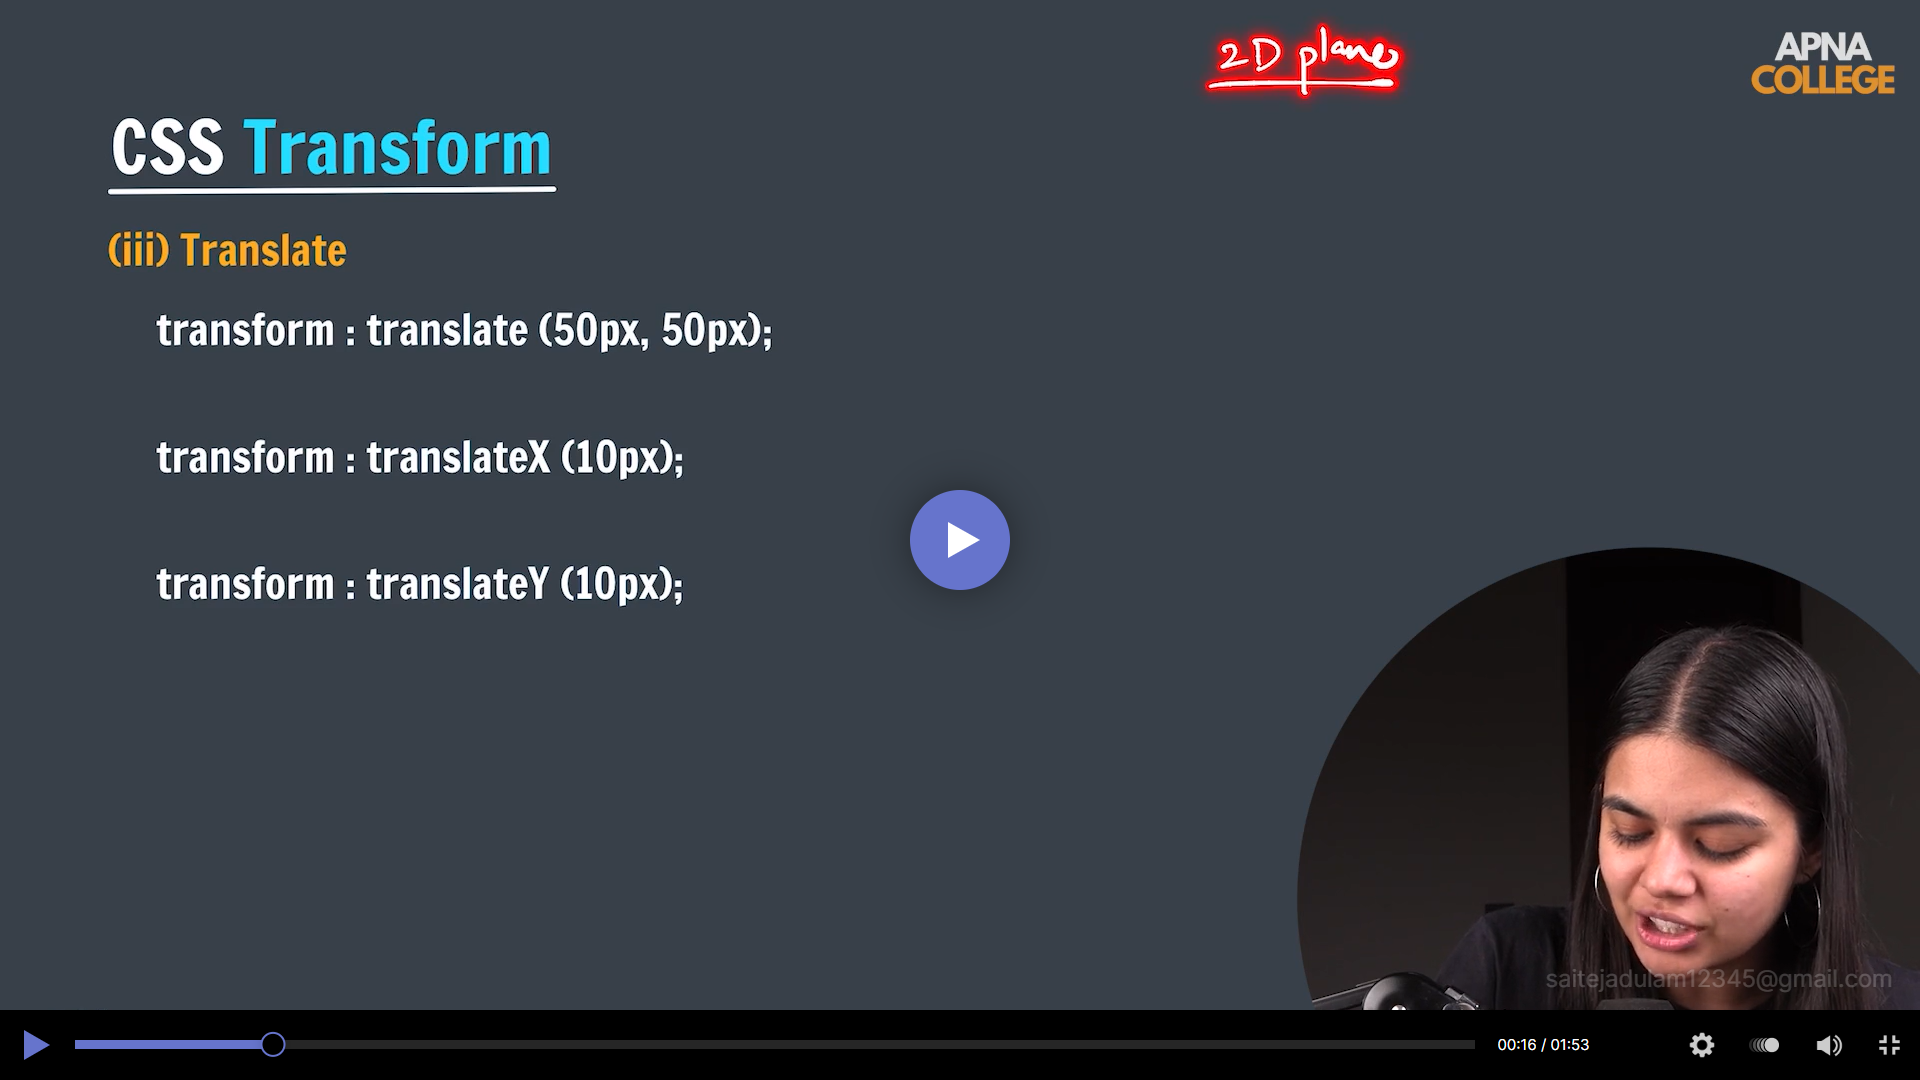 2D plane
APNA
COLLEGE
CSS Transform
(iii) Translate
transform : translate (50px, 50px);
transform : translateX (10px);
transform : translateY (10px);
saitejadulam12345@gmail.com
00:16 / 01:53